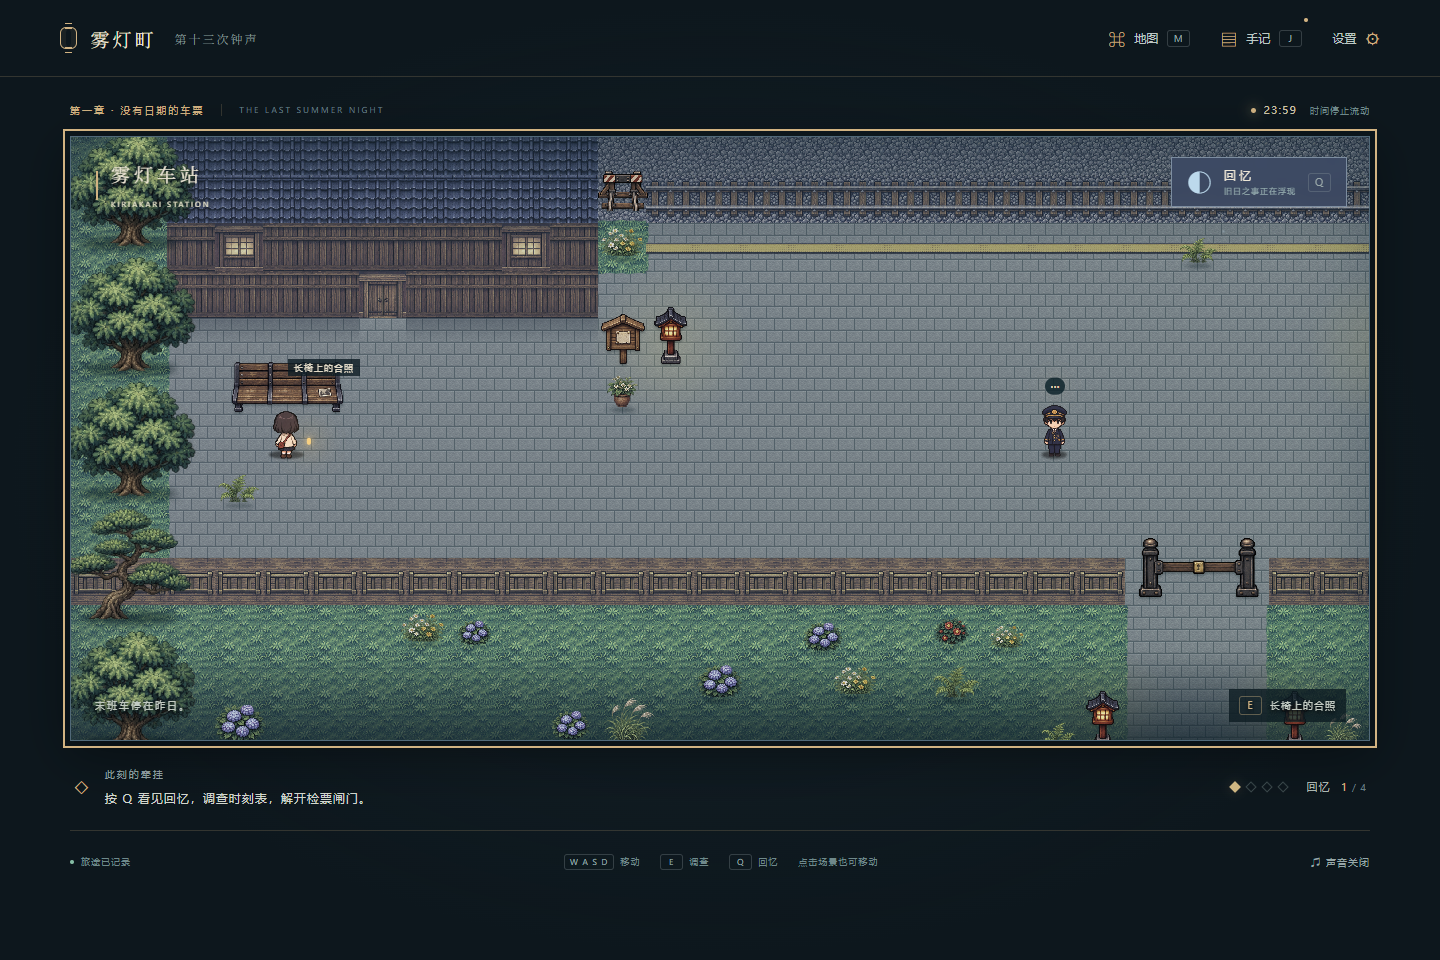 雾灯町
第十三次钟声
地图 M
手记 J
设置
第一章 · 没有日期的车票
THE LAST SUMMER NIGHT
23:59 时间停止流动
雾灯车站
KIRIAKARI STATION
回忆
旧日之事正在浮现
Q
长椅上的合照
...
末班车停在昨日。
E 长椅上的合照
此刻的牵挂
按 Q 看见回忆，调查时刻表，解开检票闸门。
回忆 1 / 4
旅途已记录
WASD 移动
E 调查
Q 回忆
点击场景也可移动
声音关闭